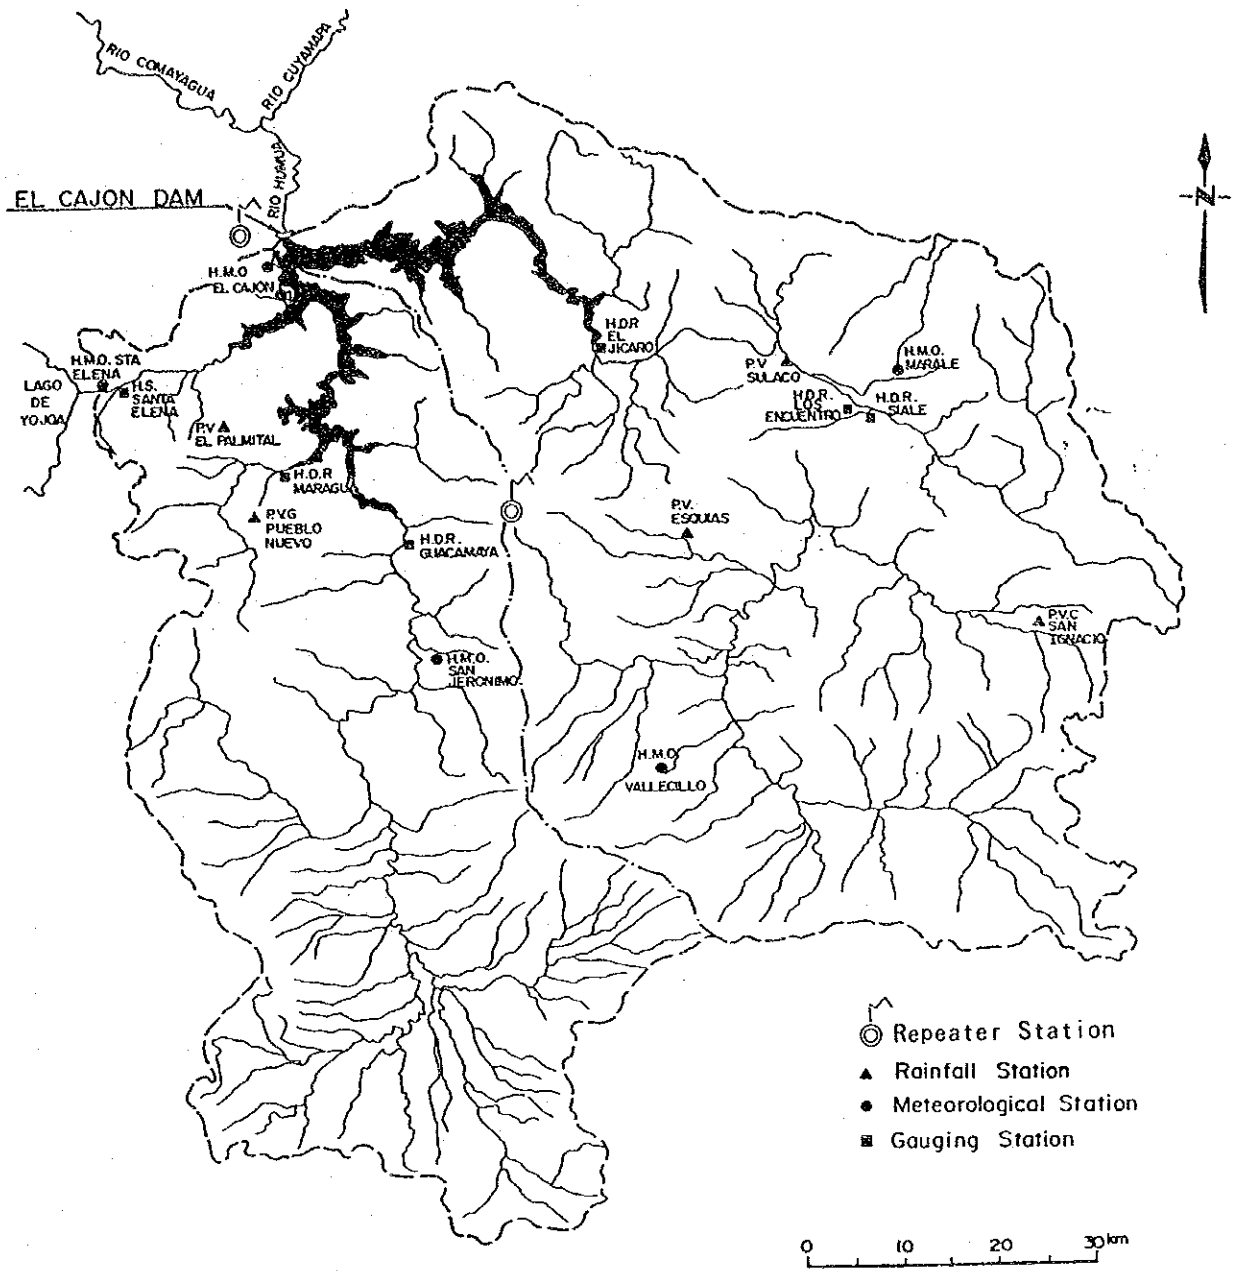 RIO COMAYAGUA
RIO CUYAMAPA
RIO HUMUYA
EL CAJON DAM
N
H.M.O
EL CAJON
H.D.R
EL
JICARO
H.M.O. STA
ELENA
H.S.
SANTA
ELENA
LAGO
DE
YOJOA
P.V
EL PALMITAL
P.V
SULACO
H.M.O.
MARALE
H.D.R.
LOS
ENCUENTRO
H.D.R.
SIALE
H.D.R
MARAGU
P.V.G
PUEBLO
NUEVO
H.D.R.
GUACAMAYA
P.V.
ESQUIAS
P.V.C
SAN
IGNACIO
H.M.O.
SAN
JERONIMO
H.M.O.
VALLECILLO
Repeater Station
Rainfall Station
Meteorological Station
Gauging Station
0 10 20 30 km